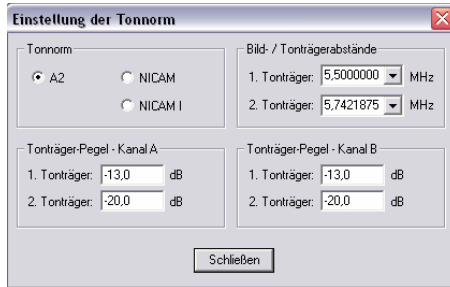 Einstellung der Tonnorm
Tonnorm
A2
NICAM
NICAM I
Bild- / Tonträgerabstände
1. Tonträger: 5,5000000 MHz
2. Tonträger: 5,7421875 MHz
Tonträger-Pegel - Kanal A
1. Tonträger: -13,0 dB
2. Tonträger: -20,0 dB
Tonträger-Pegel - Kanal B
1. Tonträger: -13,0 dB
2. Tonträger: -20,0 dB
Schließen